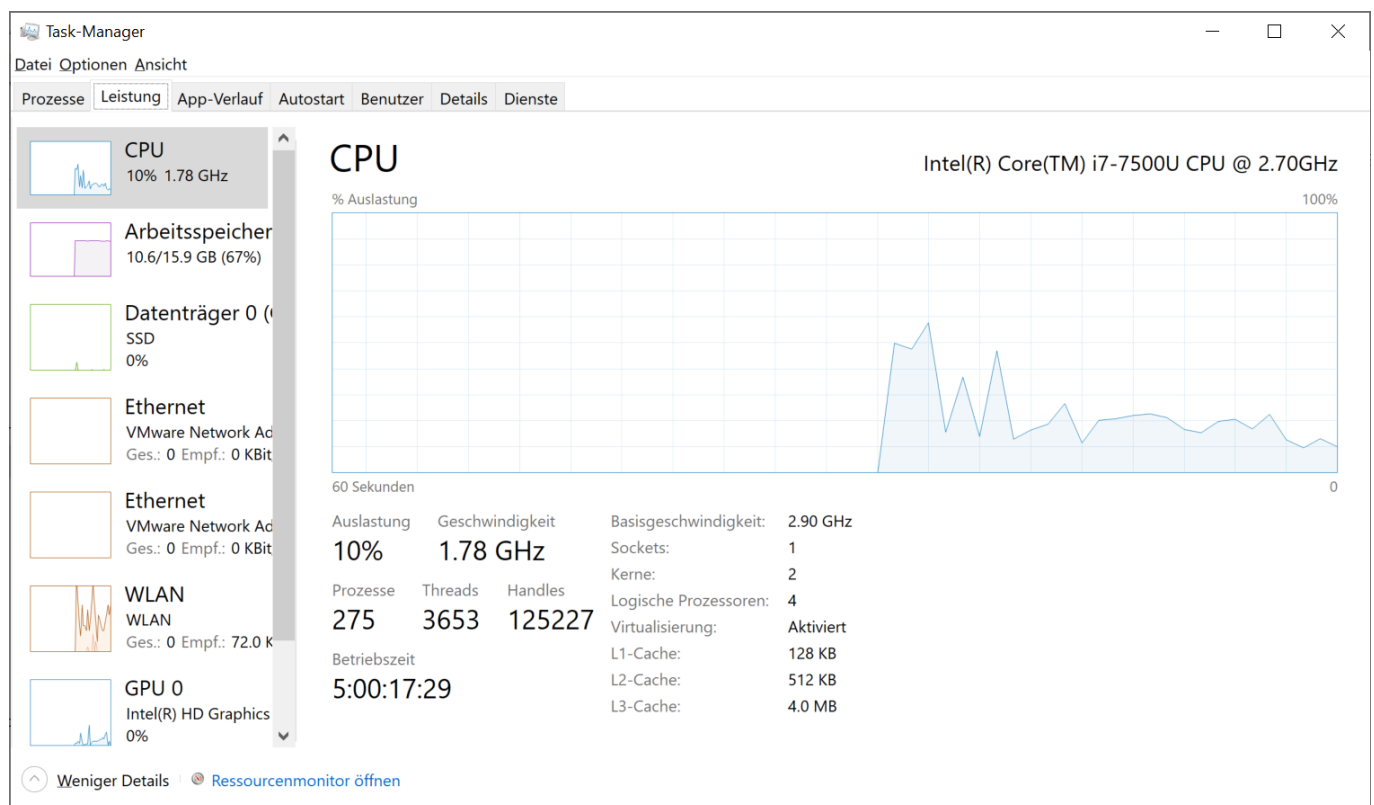 Task-Manager
Datei Optionen Ansicht
Prozesse Leistung App-Verlauf Autostart Benutzer Details Dienste
CPU
10% 1.78 GHz
Arbeitsspeicher
10.6/15.9 GB (67%)
Datenträger 0 (
SSD
0%
Ethernet
VMware Network Ad
Ges.: 0 Empf.: 0 KBit
Ethernet
VMware Network Ad
Ges.: 0 Empf.: 0 KBit
WLAN
WLAN
Ges.: 0 Empf.: 72.0 K
GPU 0
Intel(R) HD Graphics
0%
CPU
Intel(R) Core(TM) i7-7500U CPU @ 2.70GHz
% Auslastung 100%
60 Sekunden 0
Auslastung Geschwindigkeit
10% 1.78 GHz
Prozesse Threads Handles
275 3653 125227
Betriebszeit
5:00:17:29
Basisgeschwindigkeit: 2.90 GHz
Sockets: 1
Kerne: 2
Logische Prozessoren: 4
Virtualisierung: Aktiviert
L1-Cache: 128 KB
L2-Cache: 512 KB
L3-Cache: 4.0 MB
Weniger Details Ressourcenmonitor öffnen